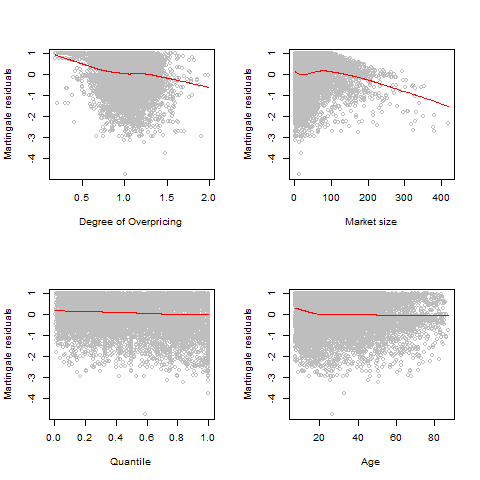 Martingale residuals
1
0
-1
-2
-3
-4
0.5 1.0 1.5 2.0
Degree of Overpricing
Martingale residuals
1
0
-1
-2
-3
-4
0 100 200 300 400
Market size
Martingale residuals
1
0
-1
-2
-3
-4
0.0 0.2 0.4 0.6 0.8 1.0
Quantile
Martingale residuals
1
0
-1
-2
-3
-4
20 40 60 80
Age